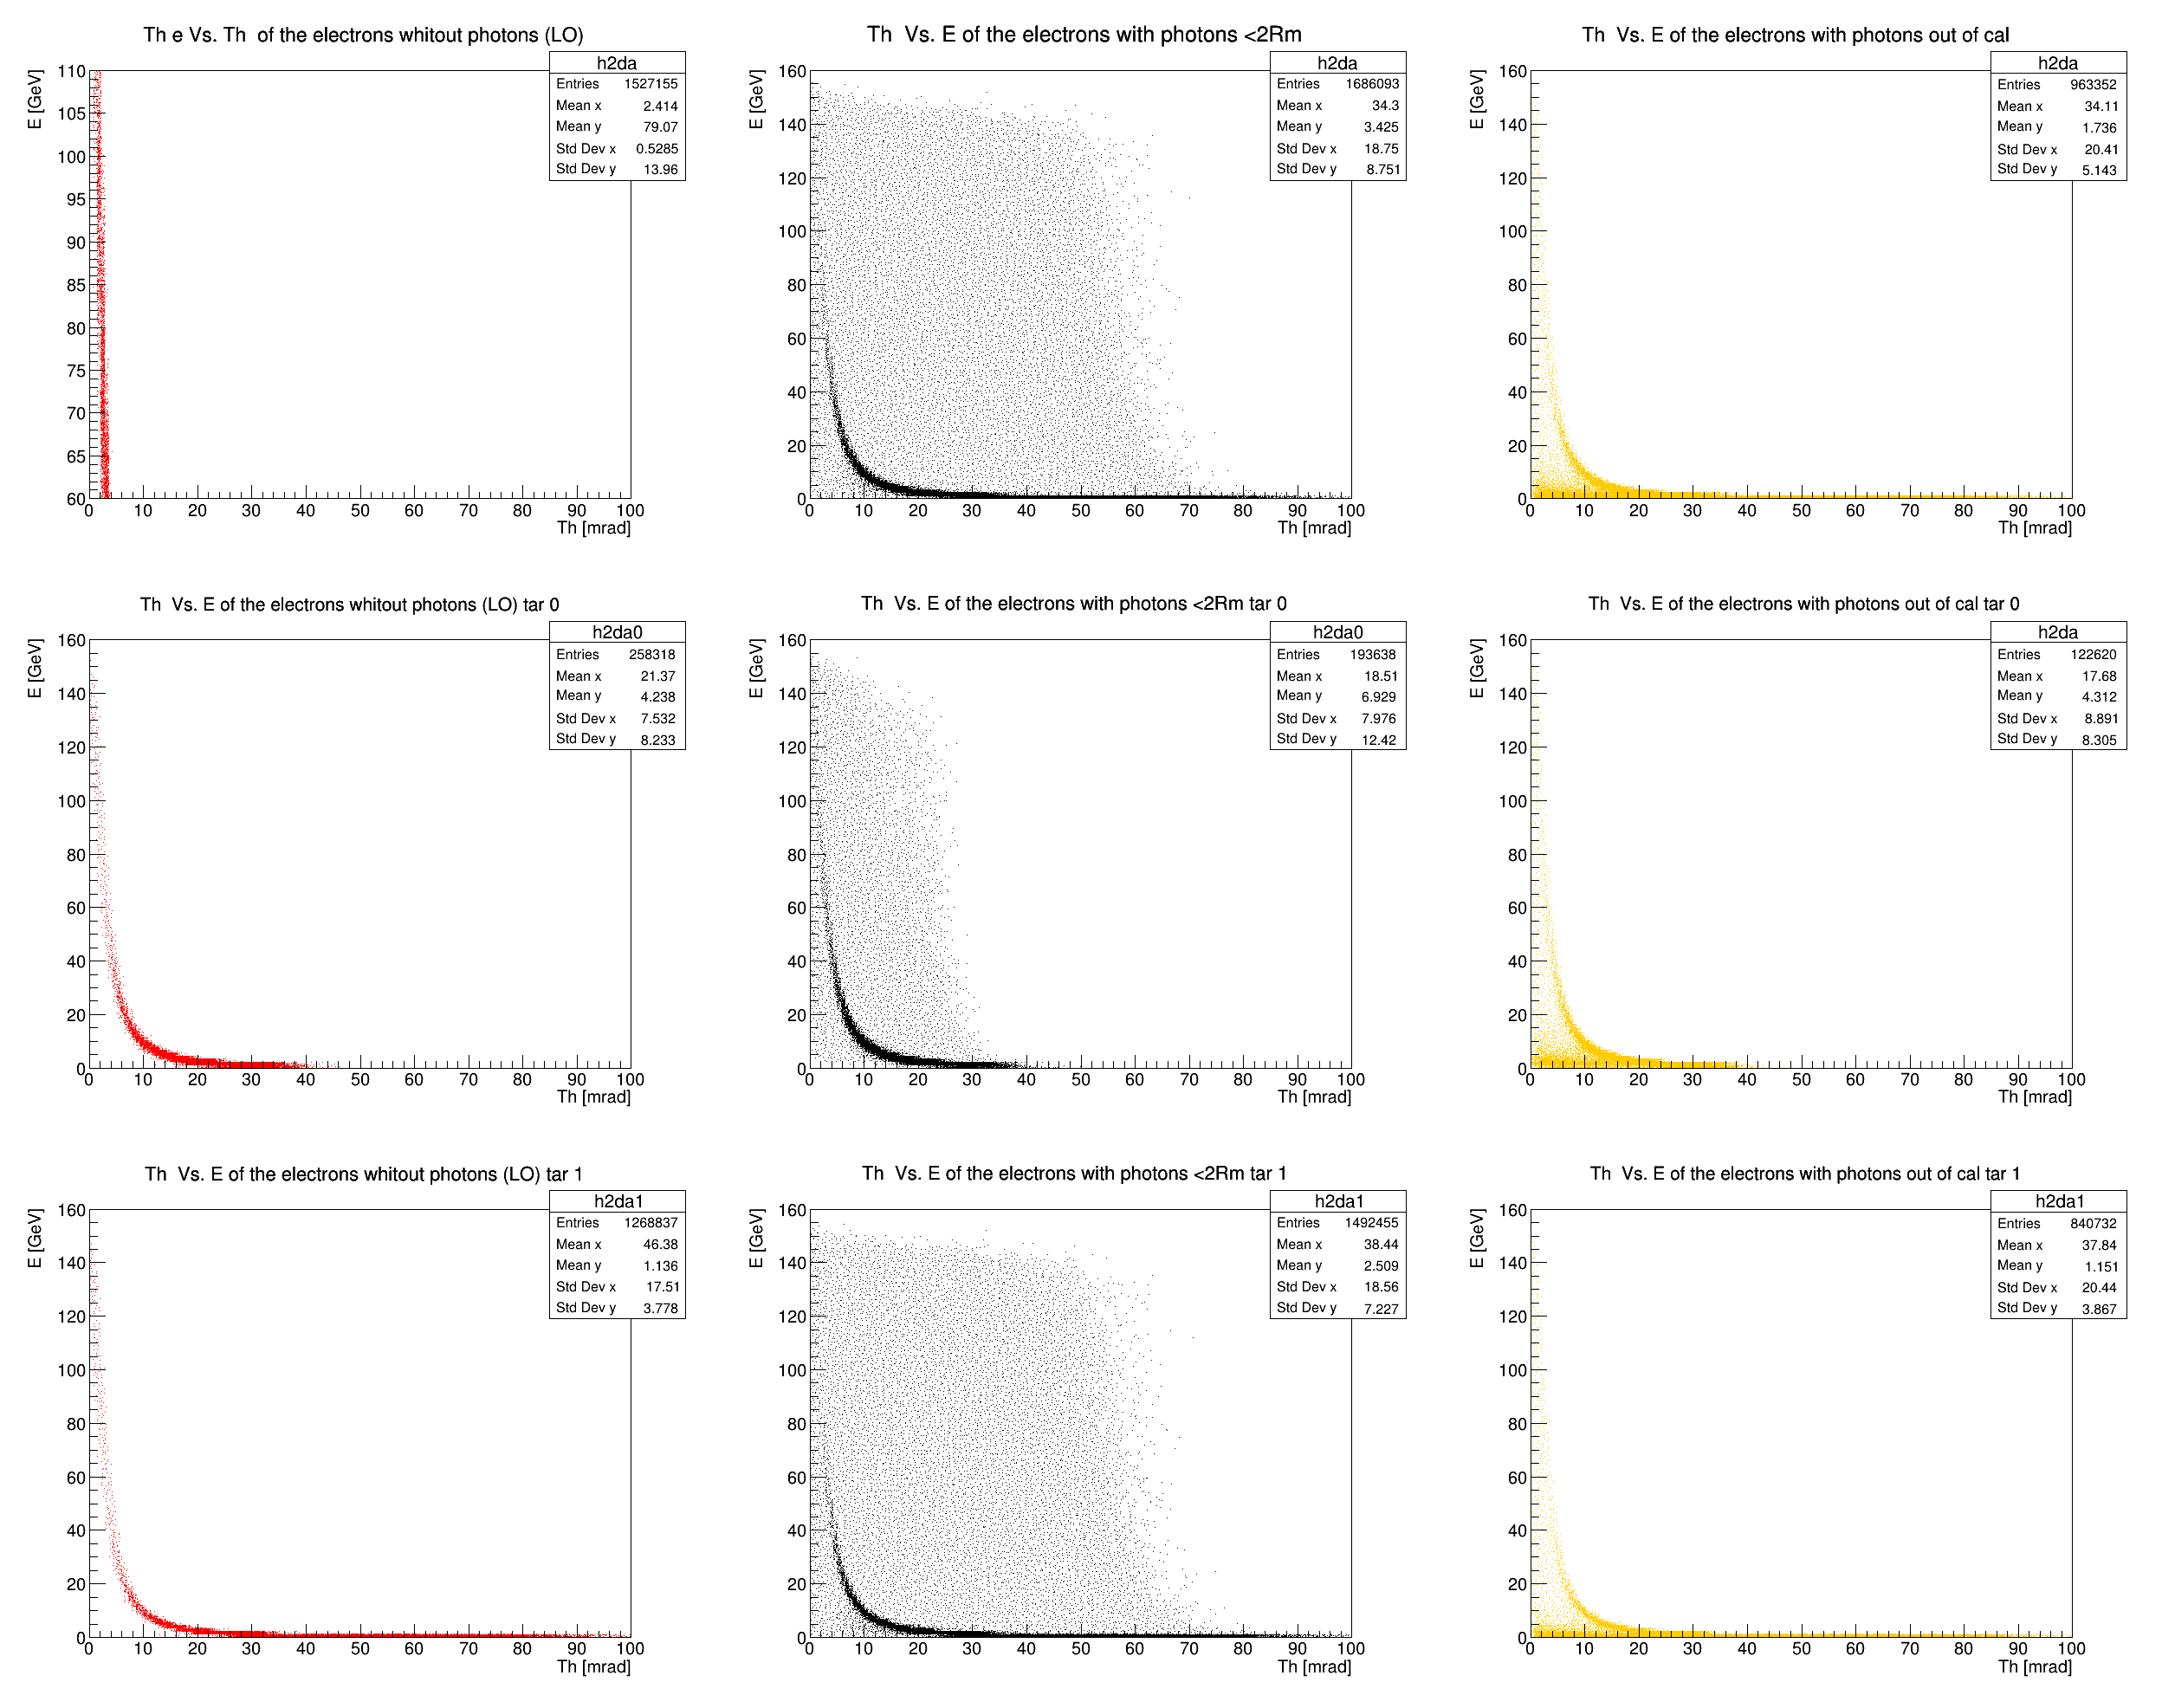 Th e Vs. Th  of the electrons whitout photons (LO)
E [GeV]
110
105
100
95
90
85
80
75
70
65
60
0 10 20 30 40 50 60 70 80 90 100
Th [mrad]
h2da
Entries 1527155
Mean x 2.414
Mean y 79.07
Std Dev x 0.5285
Std Dev y 13.96
Th  Vs. E of the electrons with photons <2Rm
E [GeV]
160
140
120
100
80
60
40
20
0
0 10 20 30 40 50 60 70 80 90 100
Th [mrad]
h2da
Entries 1686093
Mean x 34.3
Mean y 3.425
Std Dev x 18.75
Std Dev y 8.751
Th  Vs. E of the electrons with photons out of cal
E [GeV]
160
140
120
100
80
60
40
20
0
0 10 20 30 40 50 60 70 80 90 100
Th [mrad]
h2da
Entries 963352
Mean x 34.11
Mean y 1.736
Std Dev x 20.41
Std Dev y 5.143
Th  Vs. E of the electrons whitout photons (LO) tar 0
E [GeV]
160
140
120
100
80
60
40
20
0
0 10 20 30 40 50 60 70 80 90 100
Th [mrad]
h2da0
Entries 258318
Mean x 21.37
Mean y 4.238
Std Dev x 7.532
Std Dev y 8.233
Th  Vs. E of the electrons with photons <2Rm tar 0
E [GeV]
160
140
120
100
80
60
40
20
0
0 10 20 30 40 50 60 70 80 90 100
Th [mrad]
h2da0
Entries 193638
Mean x 18.51
Mean y 6.929
Std Dev x 7.976
Std Dev y 12.42
Th  Vs. E of the electrons with photons out of cal tar 0
E [GeV]
160
140
120
100
80
60
40
20
0
0 10 20 30 40 50 60 70 80 90 100
Th [mrad]
h2da
Entries 122620
Mean x 17.68
Mean y 4.312
Std Dev x 8.891
Std Dev y 8.305
Th  Vs. E of the electrons whitout photons (LO) tar 1
E [GeV]
160
140
120
100
80
60
40
20
0
0 10 20 30 40 50 60 70 80 90 100
Th [mrad]
h2da1
Entries 1268837
Mean x 46.38
Mean y 1.136
Std Dev x 17.51
Std Dev y 3.778
Th  Vs. E of the electrons with photons <2Rm tar 1
E [GeV]
160
140
120
100
80
60
40
20
0
0 10 20 30 40 50 60 70 80 90 100
Th [mrad]
h2da1
Entries 1492455
Mean x 38.44
Mean y 2.509
Std Dev x 18.56
Std Dev y 7.227
Th  Vs. E of the electrons with photons out of cal tar 1
E [GeV]
160
140
120
100
80
60
40
20
0
0 10 20 30 40 50 60 70 80 90 100
Th [mrad]
h2da1
Entries 840732
Mean x 37.84
Mean y 1.151
Std Dev x 20.44
Std Dev y 3.867